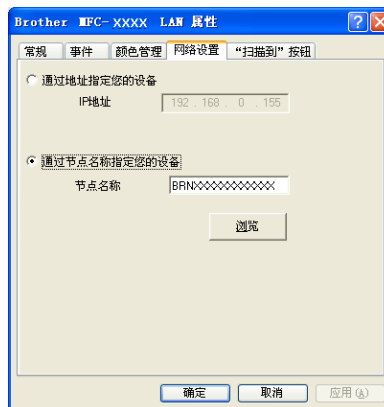 Brother MFC-XXXX LAN 属性
常规 事件 颜色管理 网络设置 “扫描到” 按钮
通过地址指定您的设备
IP地址 192 . 168 . 0 . 155
通过节点名称指定您的设备
节点名称 BRNXXXXXXXXXXXX
浏览
确定 取消 应用(A)